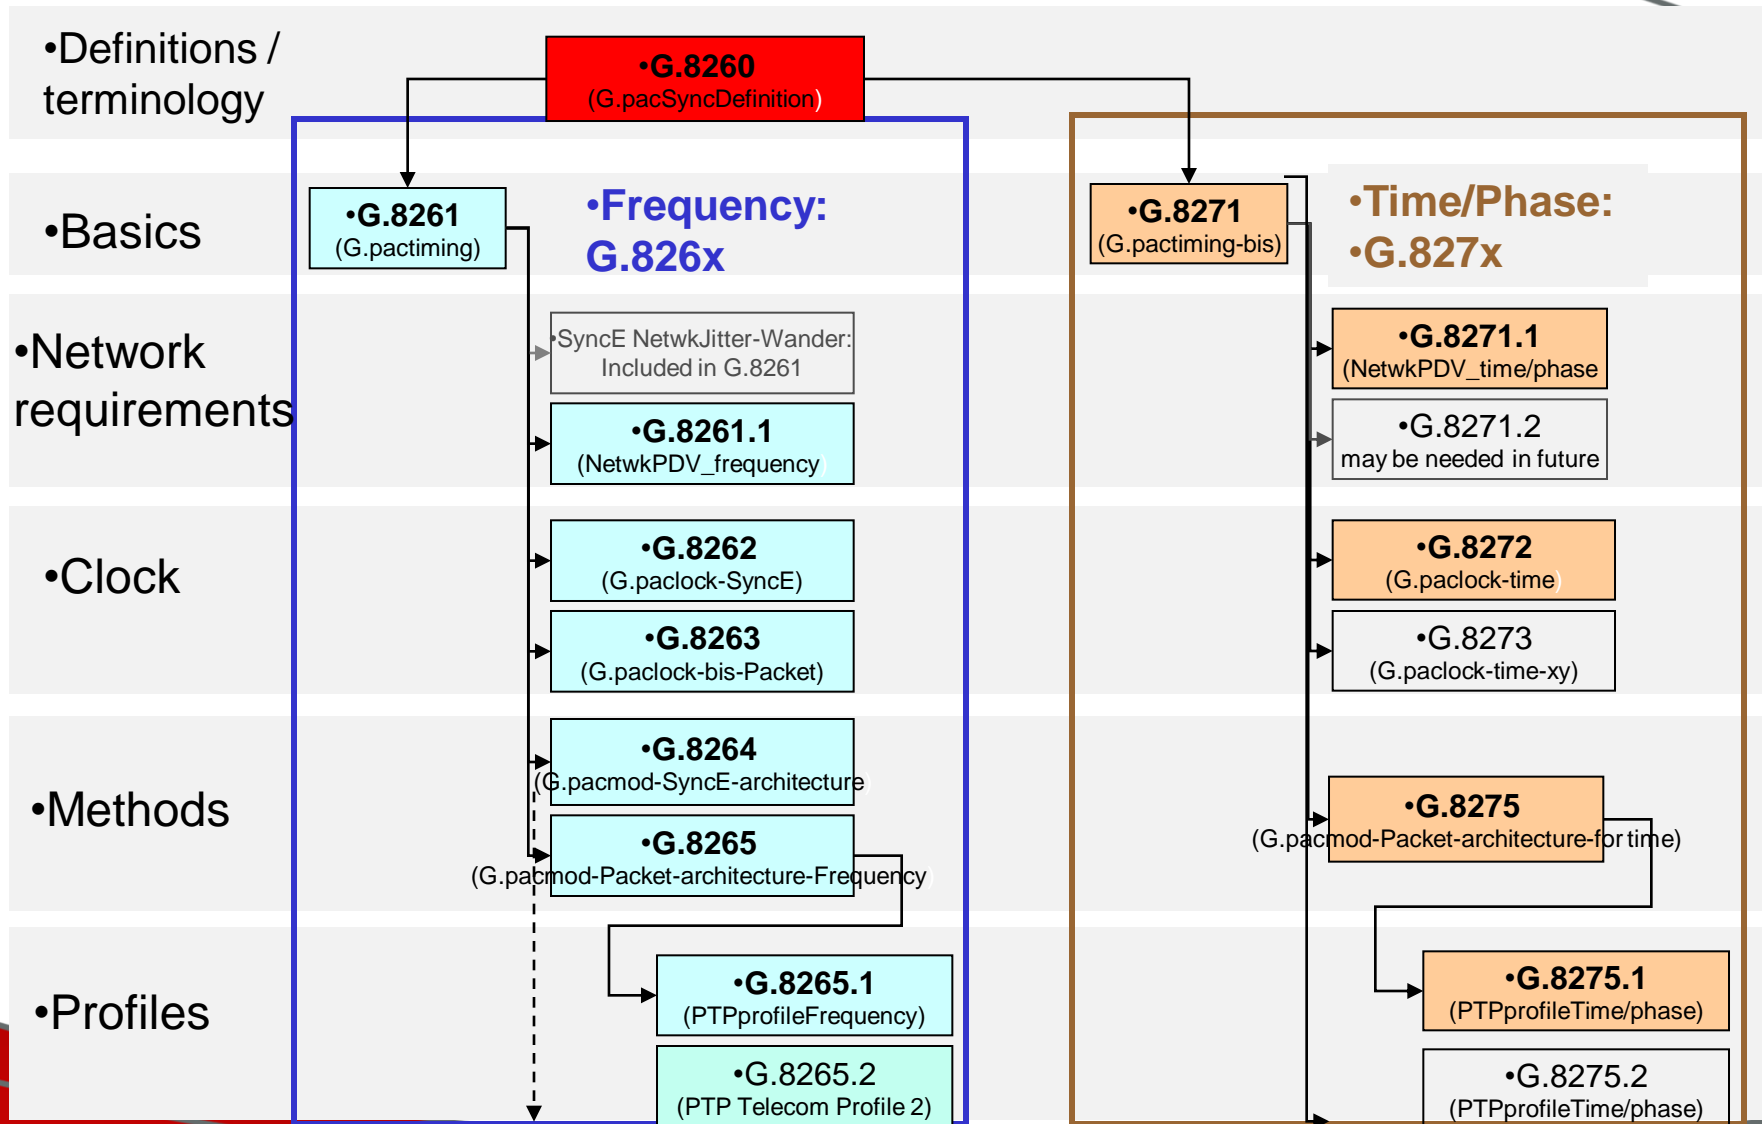 •Definitions /
terminology
•G.8260
(G.pacSyncDefinition)
•Basics
•G.8261
(G.pactiming)
•Frequency:
G.826x
•G.8271
(G.pactiming-bis)
•Time/Phase:
•G.827x
•Network
requirements
•SyncE NetwkJitter-Wander:
Included in G.8261
•G.8261.1
(NetwkPDV_frequency)
•G.8271.1
(NetwkPDV_time/phase
•G.8271.2
may be needed in future
•Clock
•G.8262
(G.paclock-SyncE)
•G.8263
(G.paclock-bis-Packet)
•G.8272
(G.paclock-time)
•G.8273
(G.paclock-time-xy)
•Methods
•G.8264
(G.pacmod-SyncE-architecture)
•G.8265
(G.pacmod-Packet-architecture-Frequency)
•G.8275
(G.pacmod-Packet-architecture-for time)
•Profiles
•G.8265.1
(PTPprofileFrequency)
•G.8265.2
(PTP Telecom Profile 2)
•G.8275.1
(PTPprofileTime/phase)
•G.8275.2
(PTPprofileTime/phase)